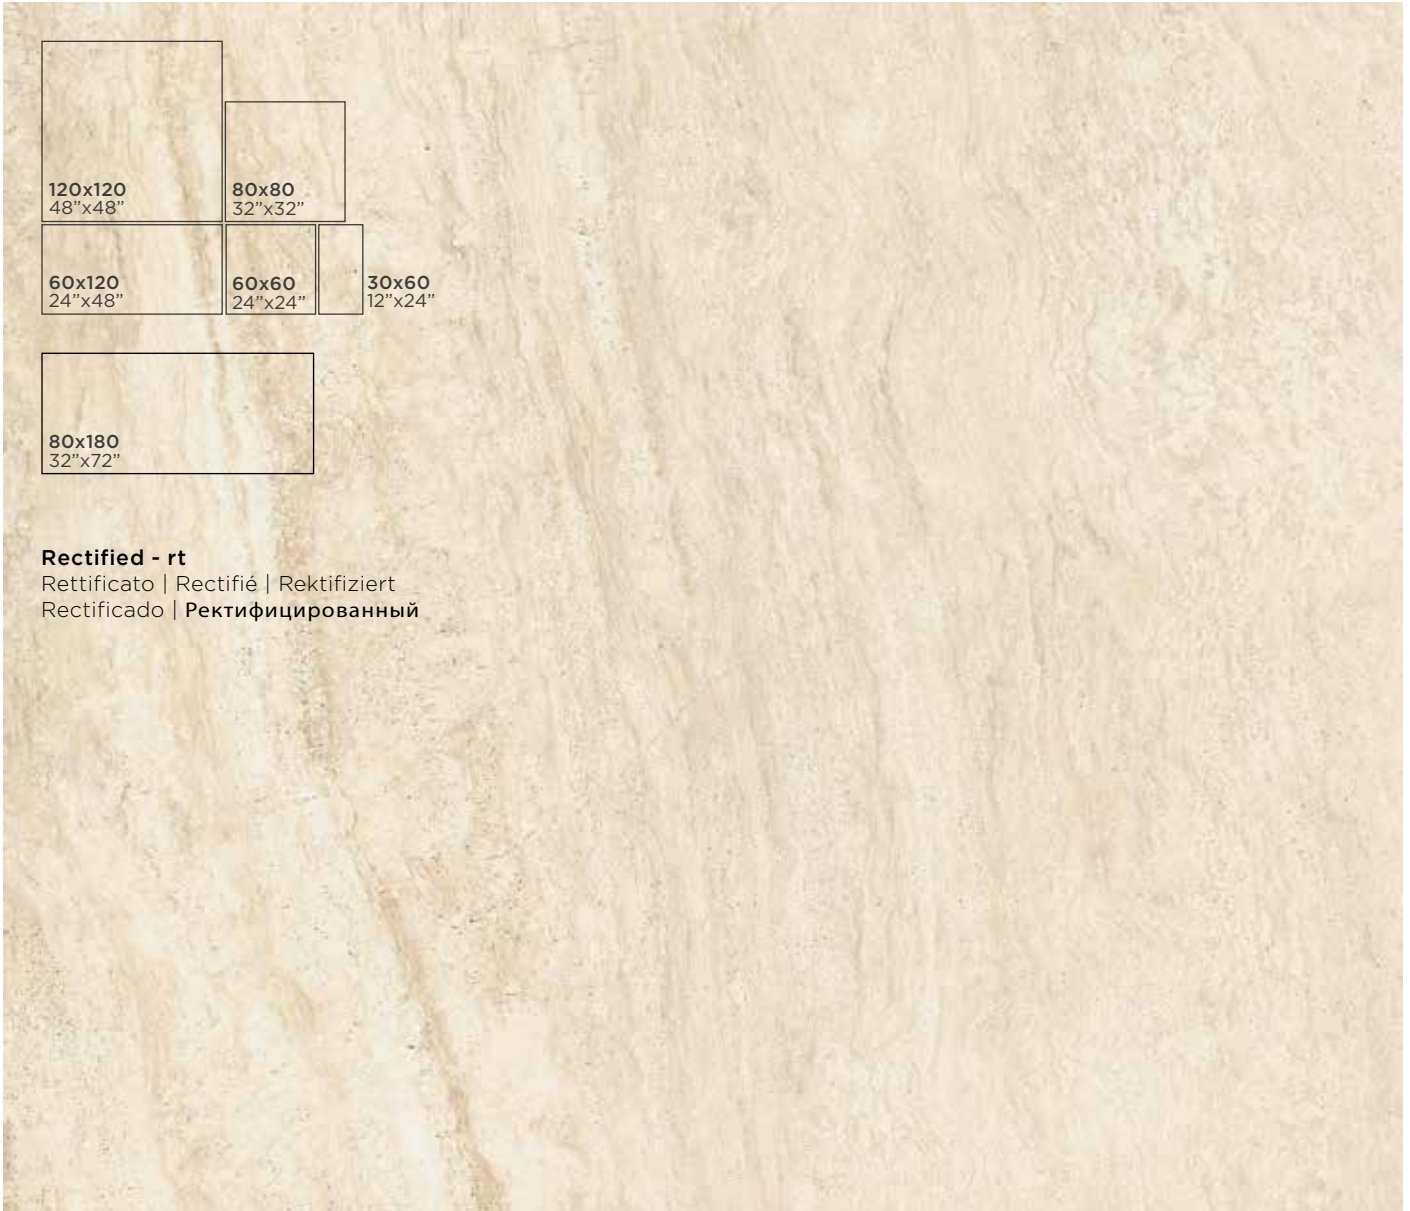 120x120
48”x48”
80x80
32”x32”
60x120
24”x48”
60x60
24”x24”
30x60
12”x24”
80x180
32”x72”
Rectified - rt
Rettificato | Rectifié | Rektifiziert
Rectificado | Ректифицированный